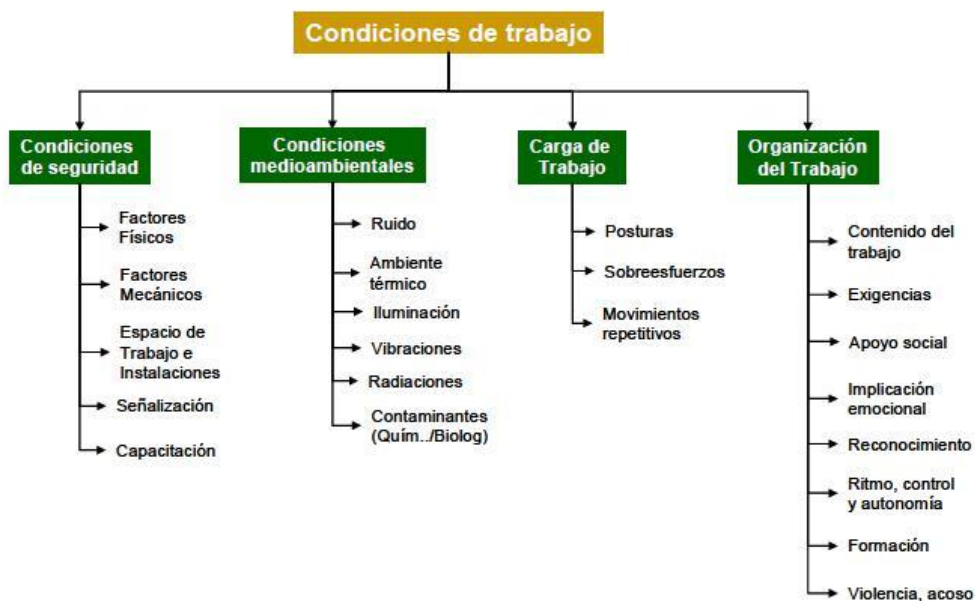 Condiciones de trabajo
Condiciones
de seguridad
Factores
Físicos
Factores
Mecánicos
Espacio de
Trabajo e
Instalaciones
Señalización
Capacitación
Condiciones
medioambientales
Ruido
Ambiente
térmico
Iluminación
Vibraciones
Radiaciones
Contaminantes
(Quím../Biolog)
Carga de
Trabajo
Posturas
Sobreesfuerzos
Movimientos
repetitivos
Organización
del Trabajo
Contenido del
trabajo
Exigencias
Apoyo social
Implicación
emocional
Reconocimiento
Ritmo, control
y autonomía
Formación
Violencia, acoso